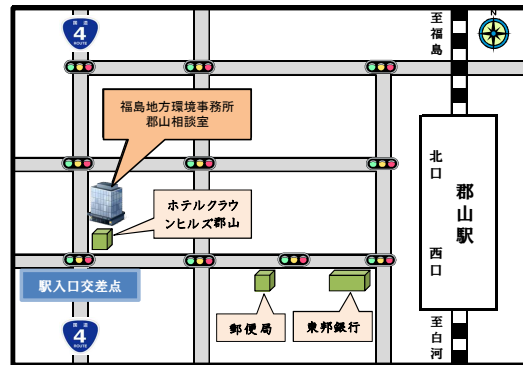 国道
4
ROUTE
至福島
N
福島地方環境事務所
郡山相談室
北口
郡山駅
ホテルクラウ
ンヒルズ郡山
西口
駅入口交差点
国道
4
ROUTE
郵便局
東邦銀行
至白河